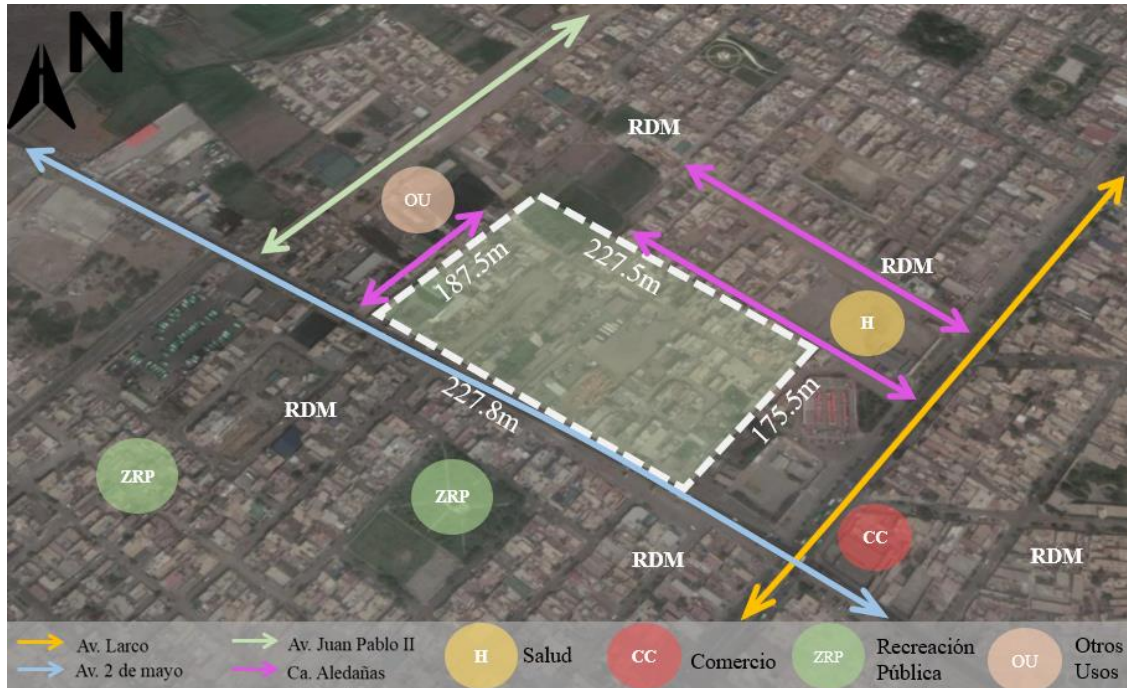 N
RDM
OU
187.5m
227.5m
RDM
H
227.8m
175.5m
RDM
ZRP
ZRP
CC
RDM
RDM
Av. Larco
Av. Juan Pablo II
H
Salud
CC
Comercio
ZRP
Recreación
Pública
OU
Otros
Usos
Av. 2 de mayo
Ca. Aledañas